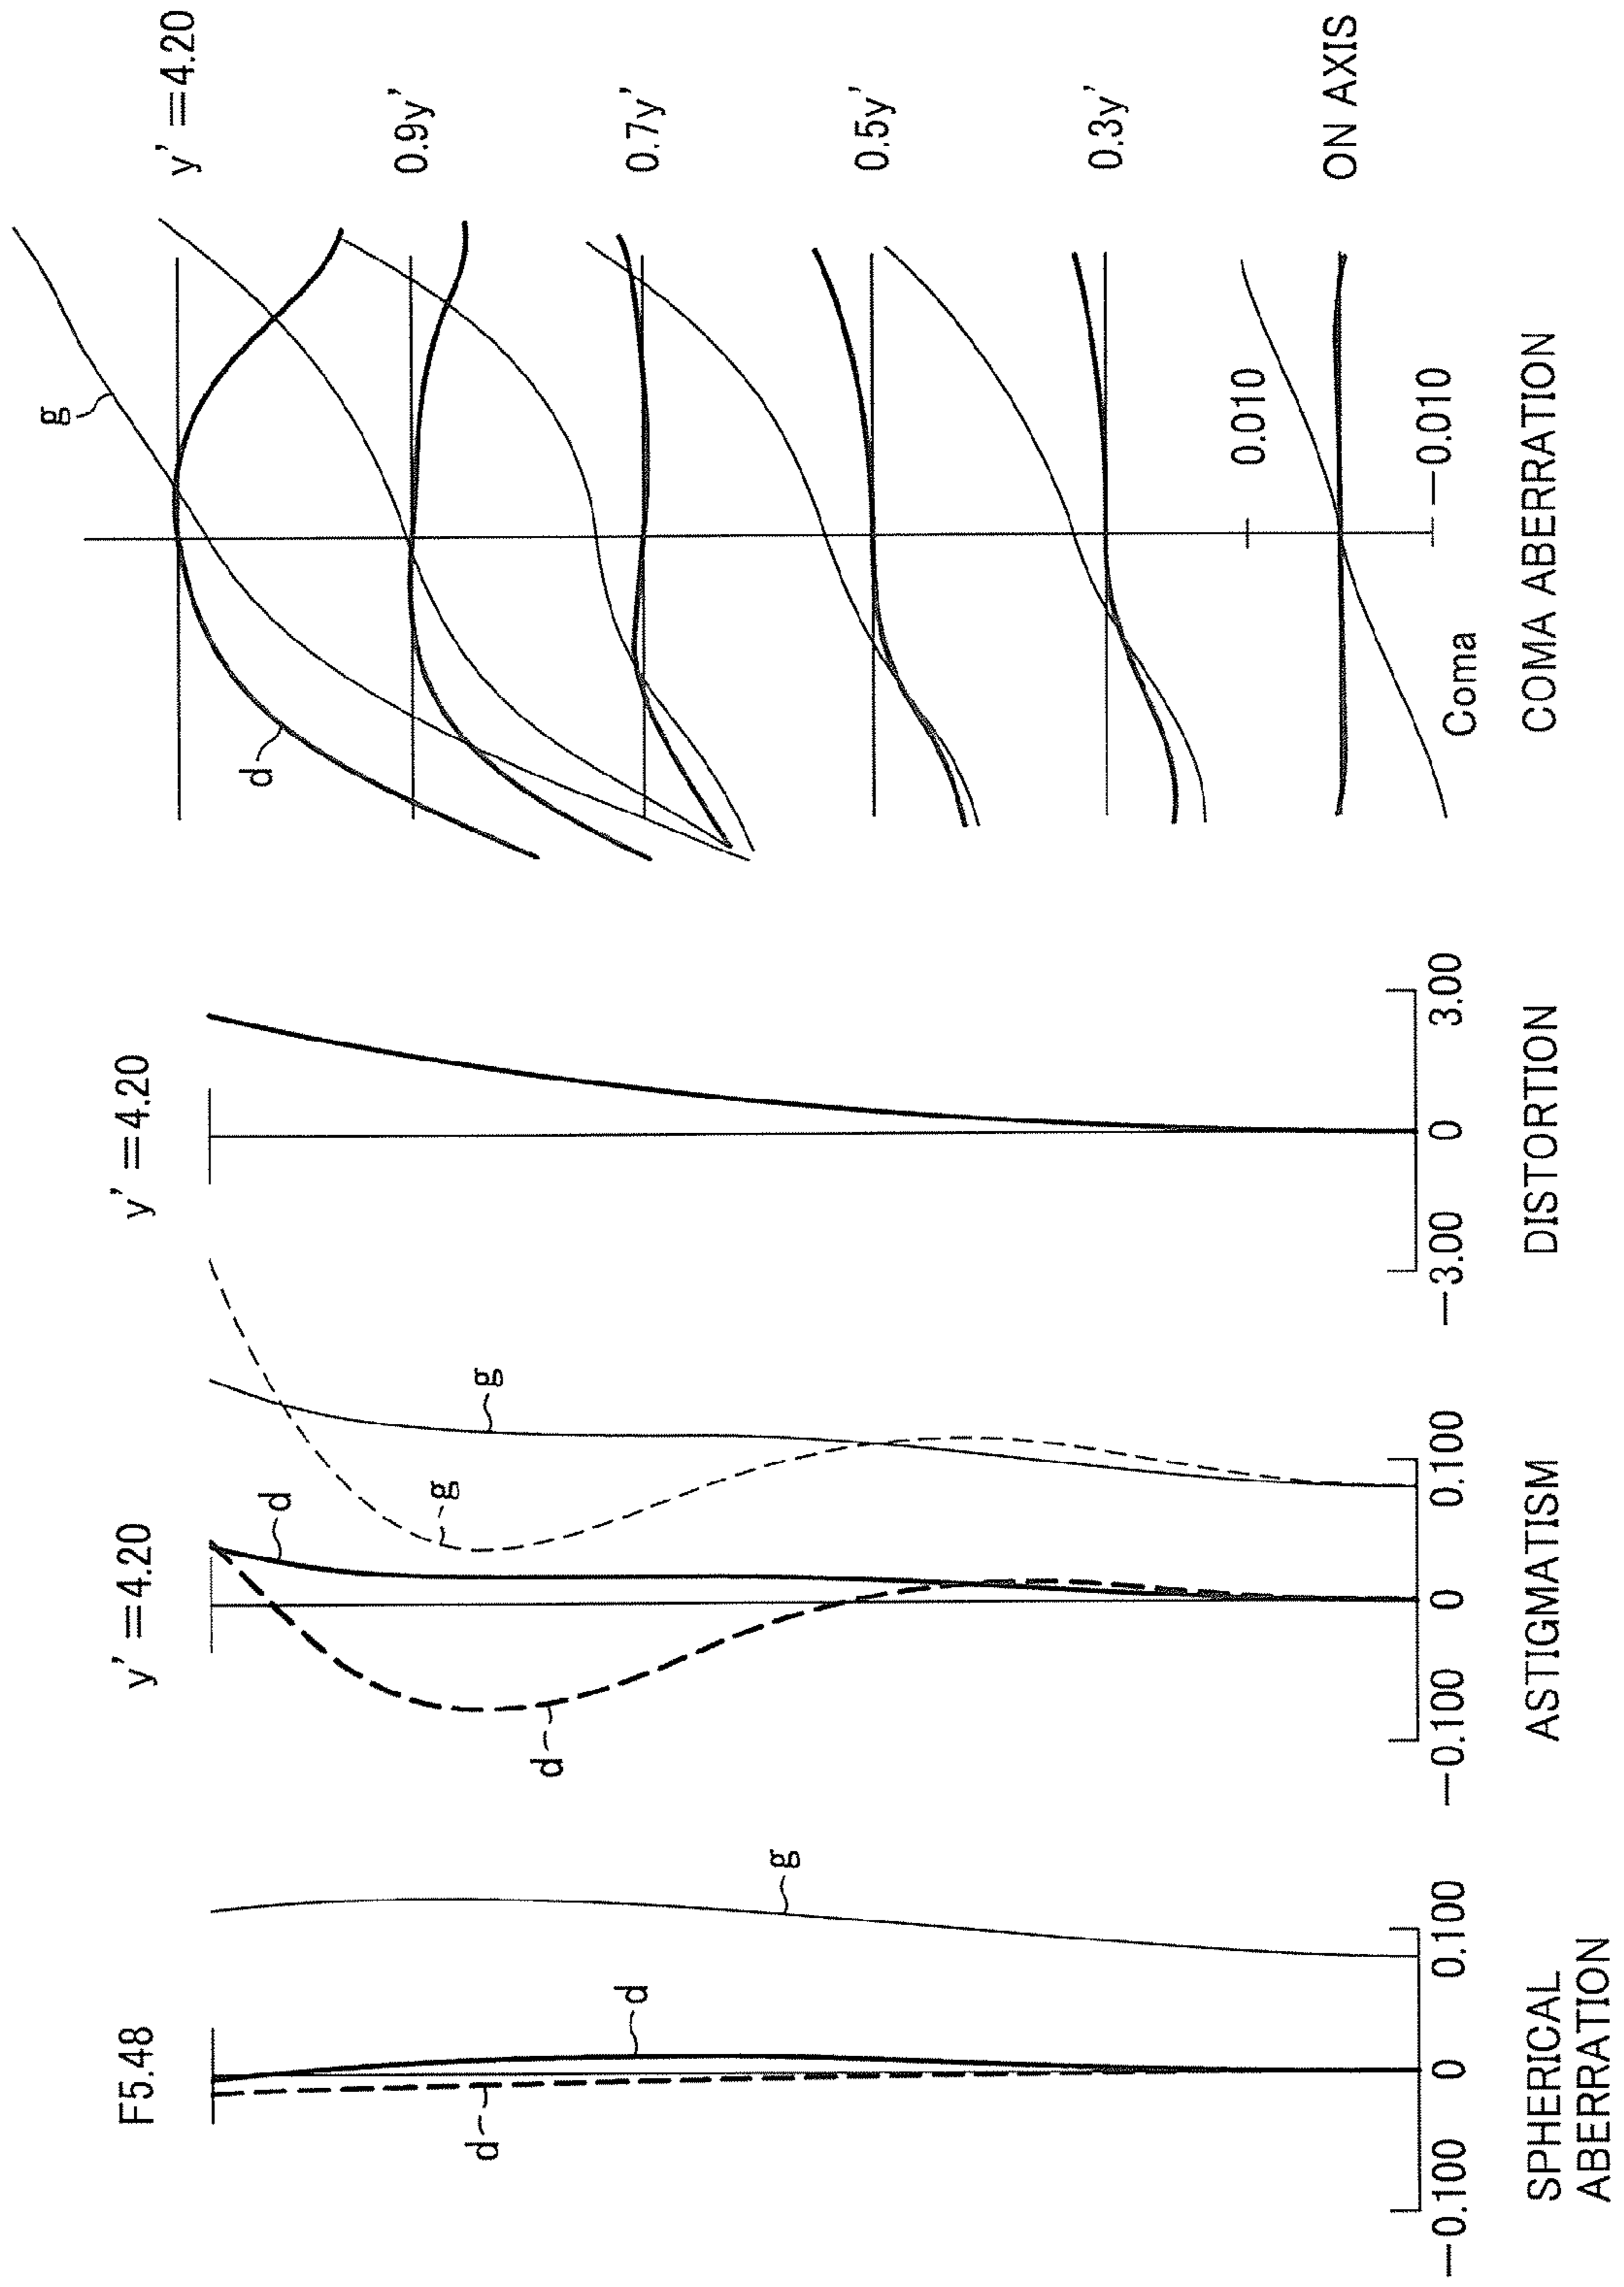 F5.48
g
d
d
−0.100
0
0.100
SPHERICAL
ABERRATION
y' =4.20
g
g
d
d
−0.100
0
0.100
ASTIGMATISM
y' =4.20
−3.00
0
3.00
DISTORTION
g
d
y' =4.20
0.9y'
0.7y'
0.5y'
0.3y'
0.010
ON AXIS
−0.010
Coma
COMA ABERRATION